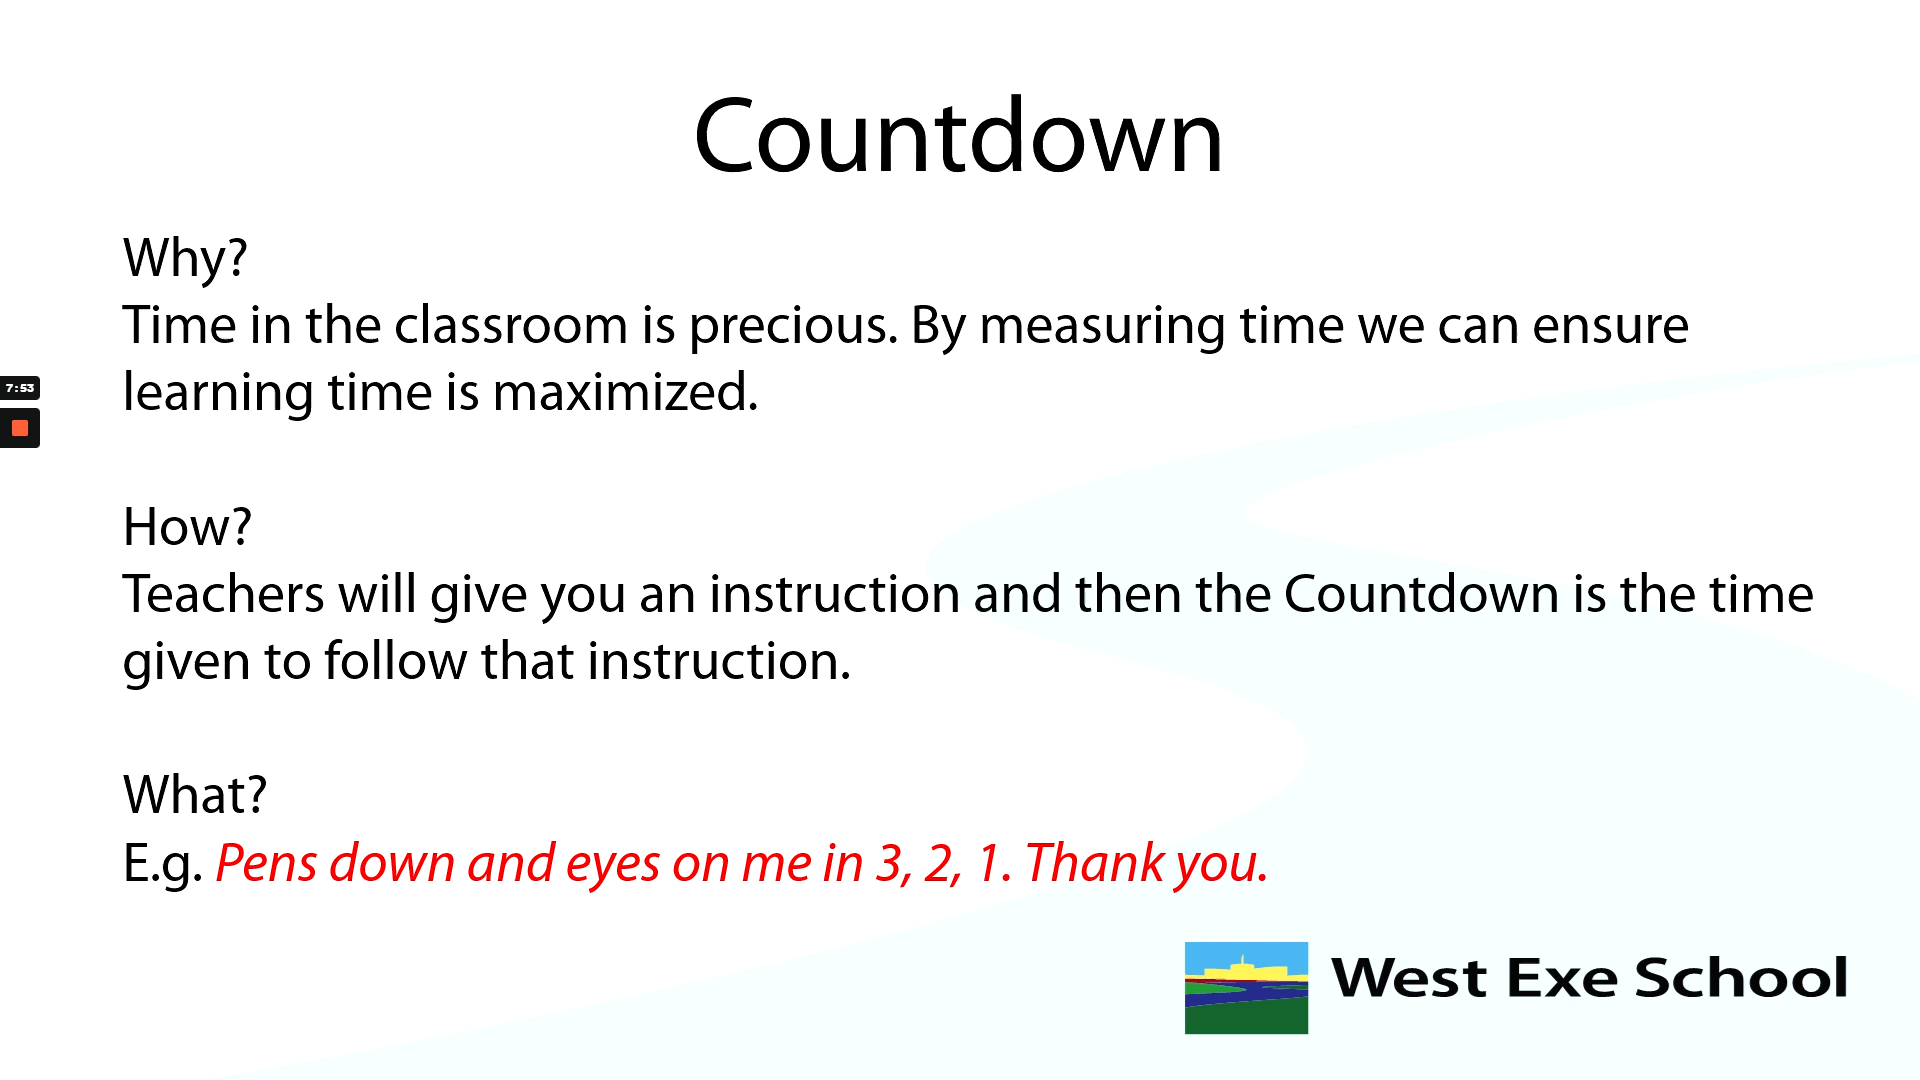 Countdown
Why?
Time in the classroom is precious. By measuring time we can ensure
learning time is maximized.
7:53
How?
Teachers will give you an instruction and then the Countdown is the time
given to follow that instruction.
What?
E.g. Pens down and eyes on me in 3, 2, 1. Thank you.
West Exe School